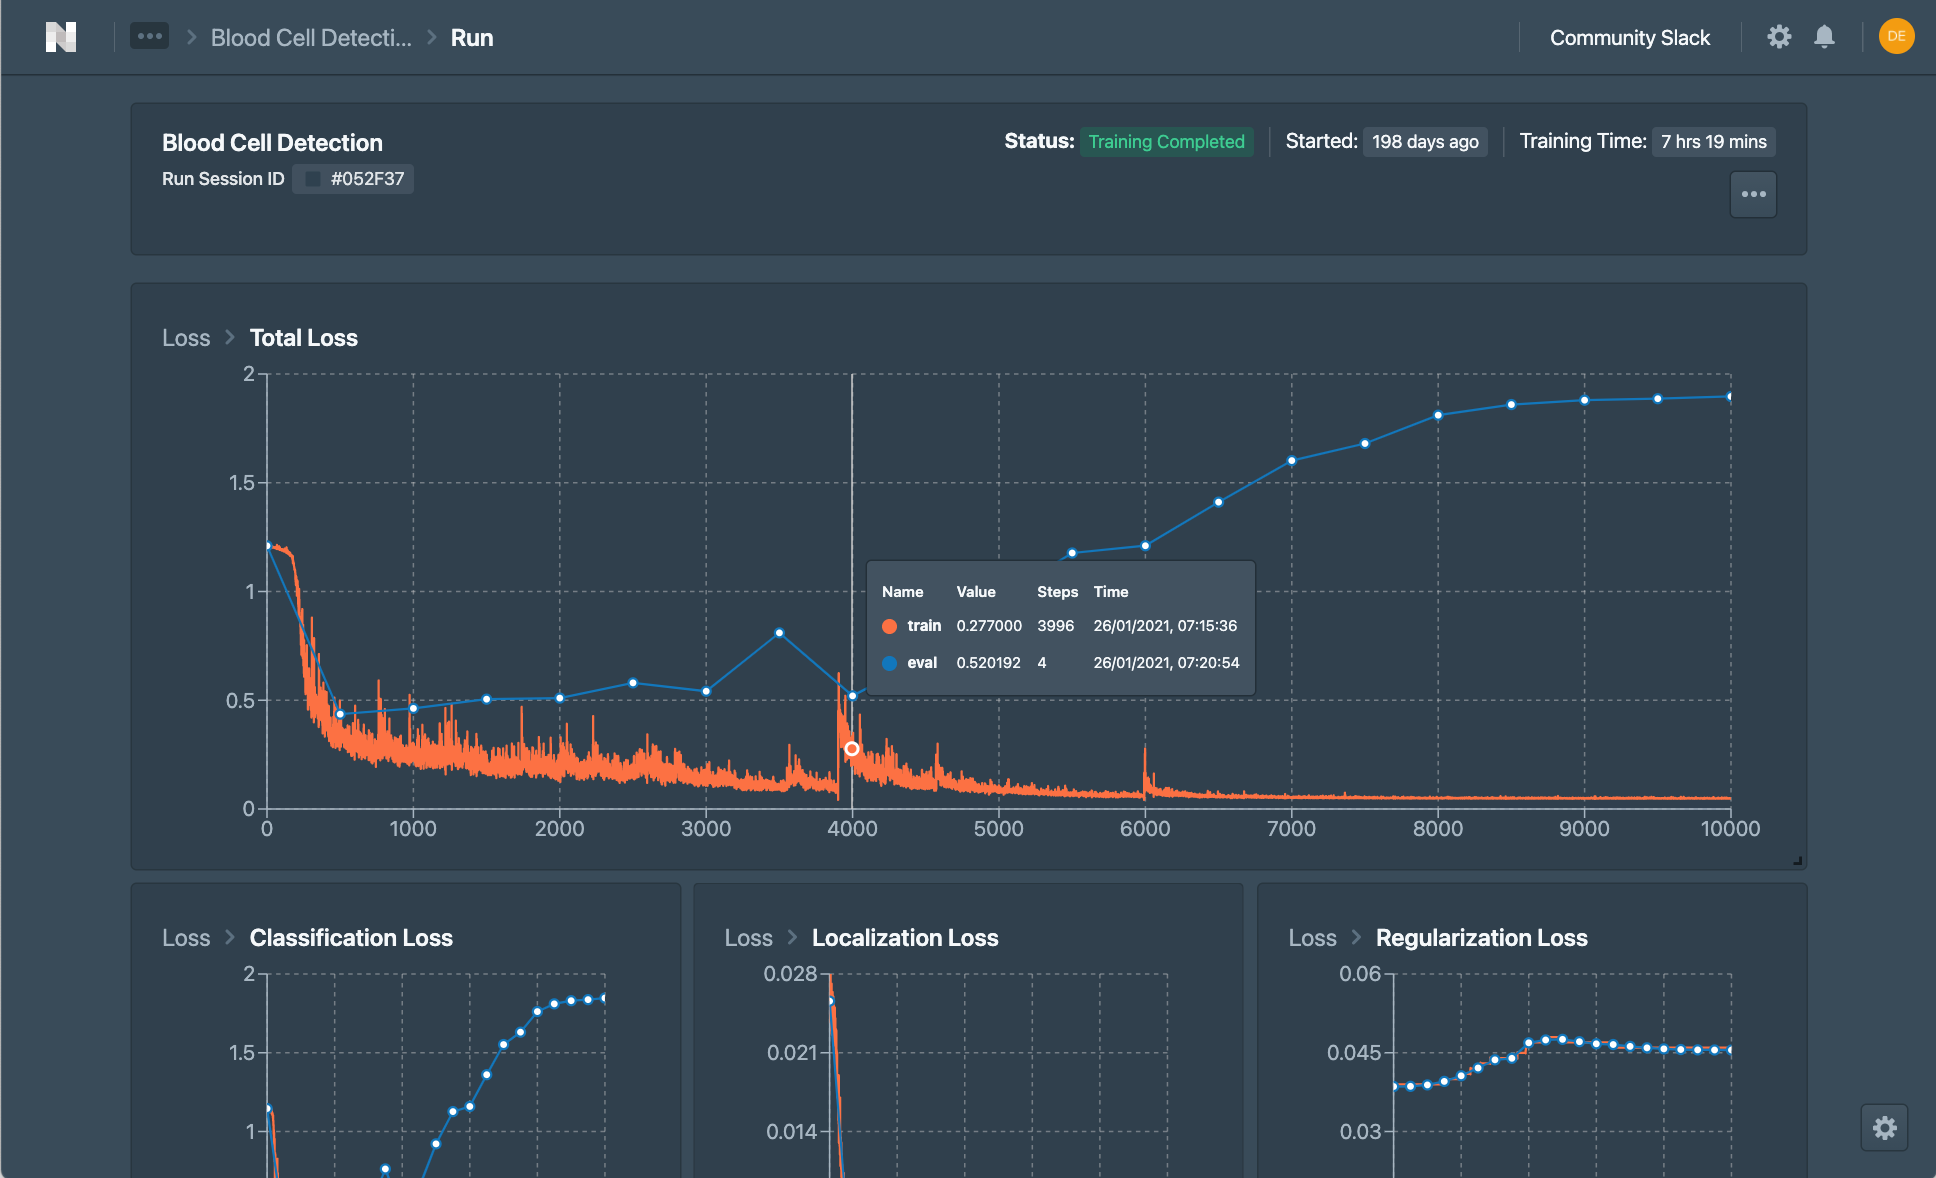 N ••• > Blood Cell Detecti... > Run Community Slack DE
Blood Cell Detection Status: Training Completed Started: 198 days ago Training Time: 7 hrs 19 mins
Run Session ID #052F37
Loss > Total Loss
2
1.5
1
0.5
0
0 1000 2000 3000 4000 5000 6000 7000 8000 9000 10000
Name Value Steps Time
train 0.277000 3996 26/01/2021, 07:15:36
eval 0.520192 4 26/01/2021, 07:20:54
Loss > Classification Loss
2
1.5
1
Loss > Localization Loss
0.028
0.021
0.014
Loss > Regularization Loss
0.06
0.045
0.03